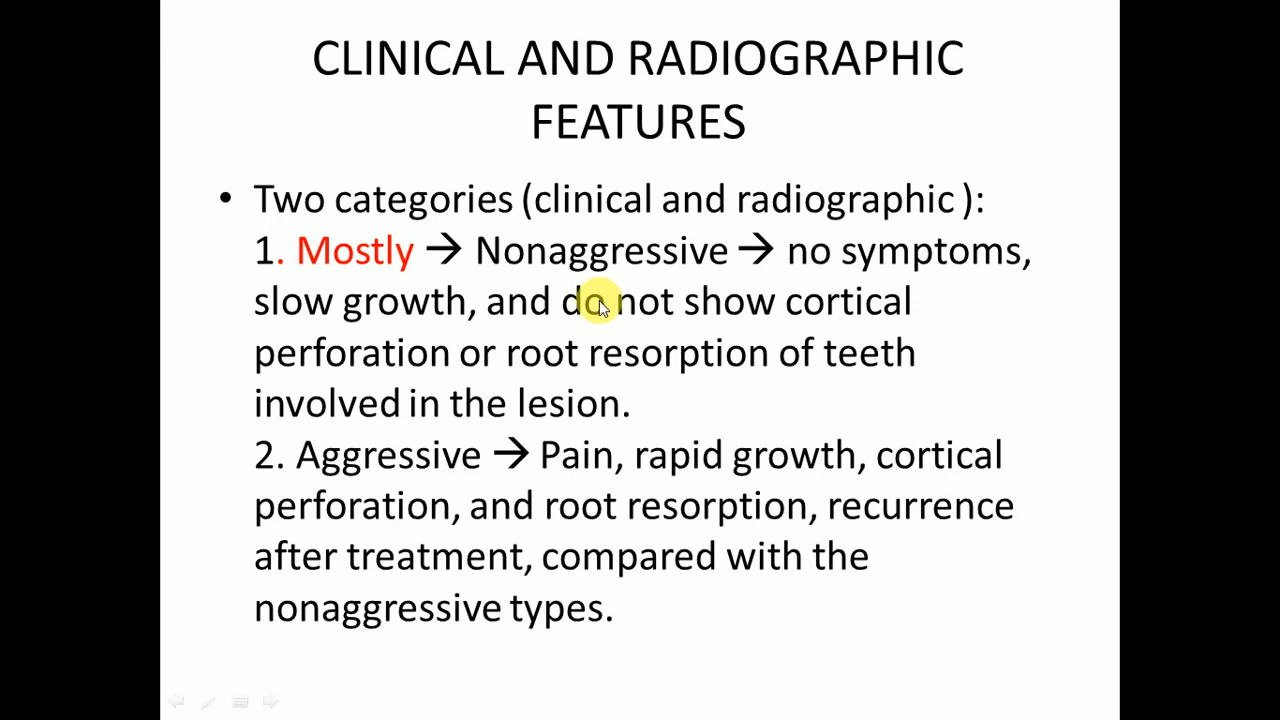 CLINICAL AND RADIOGRAPHIC
FEATURES
• Two categories (clinical and radiographic ):
1. Mostly → Nonaggressive → no symptoms,
slow growth, and do not show cortical
perforation or root resorption of teeth
involved in the lesion.
2. Aggressive → Pain, rapid growth, cortical
perforation, and root resorption, recurrence
after treatment, compared with the
nonaggressive types.